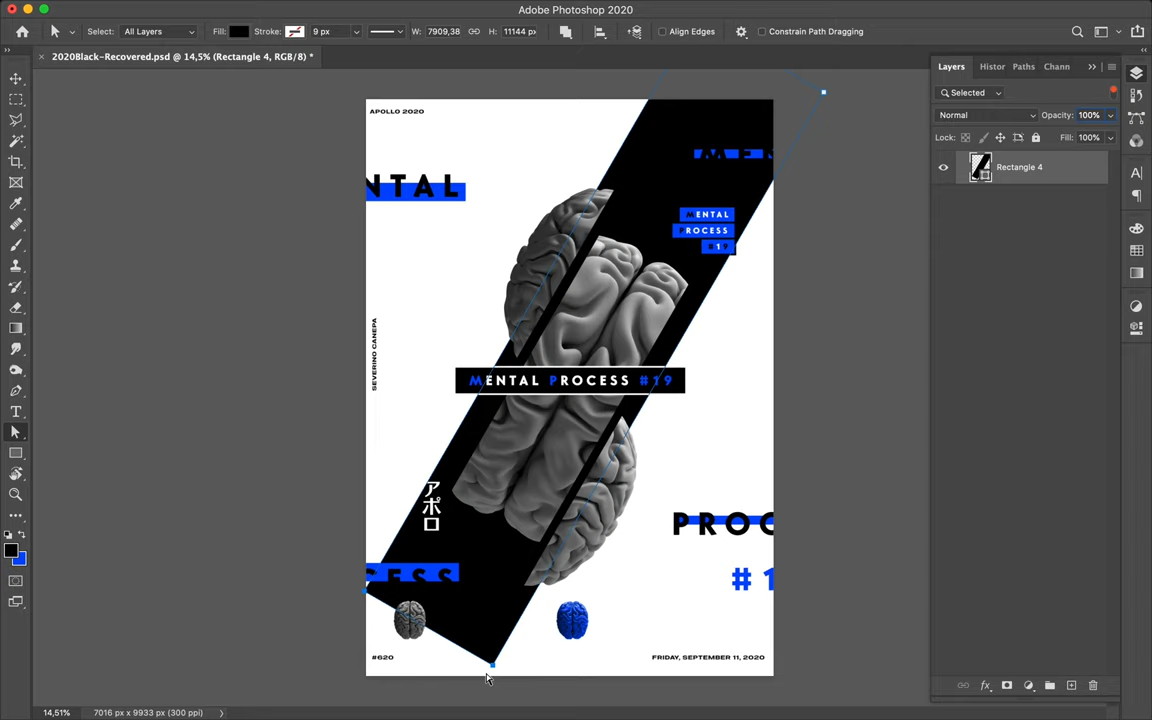 Adobe Photoshop 2020
Select: All Layers Fill: Stroke: 9 px W: 7909,38 H: 11144 px Align Edges Constrain Path Dragging
2020Black-Recovered.psd @ 14,5% (Rectangle 4, RGB/8) *
Layers Histor Paths Chann
Selected
Normal Opacity: 100%
Lock: Fill: 100%
Rectangle 4
APOLLO 2020
MEN
NTAL
MENTAL
PROCESS
#19
SEVERINO CANEPA
MENTAL PROCESS #19
アポロ
PROC
CESS
# 1
#620
FRIDAY, SEPTEMBER 11, 2020
14,51% 7016 px x 9933 px (300 ppi)